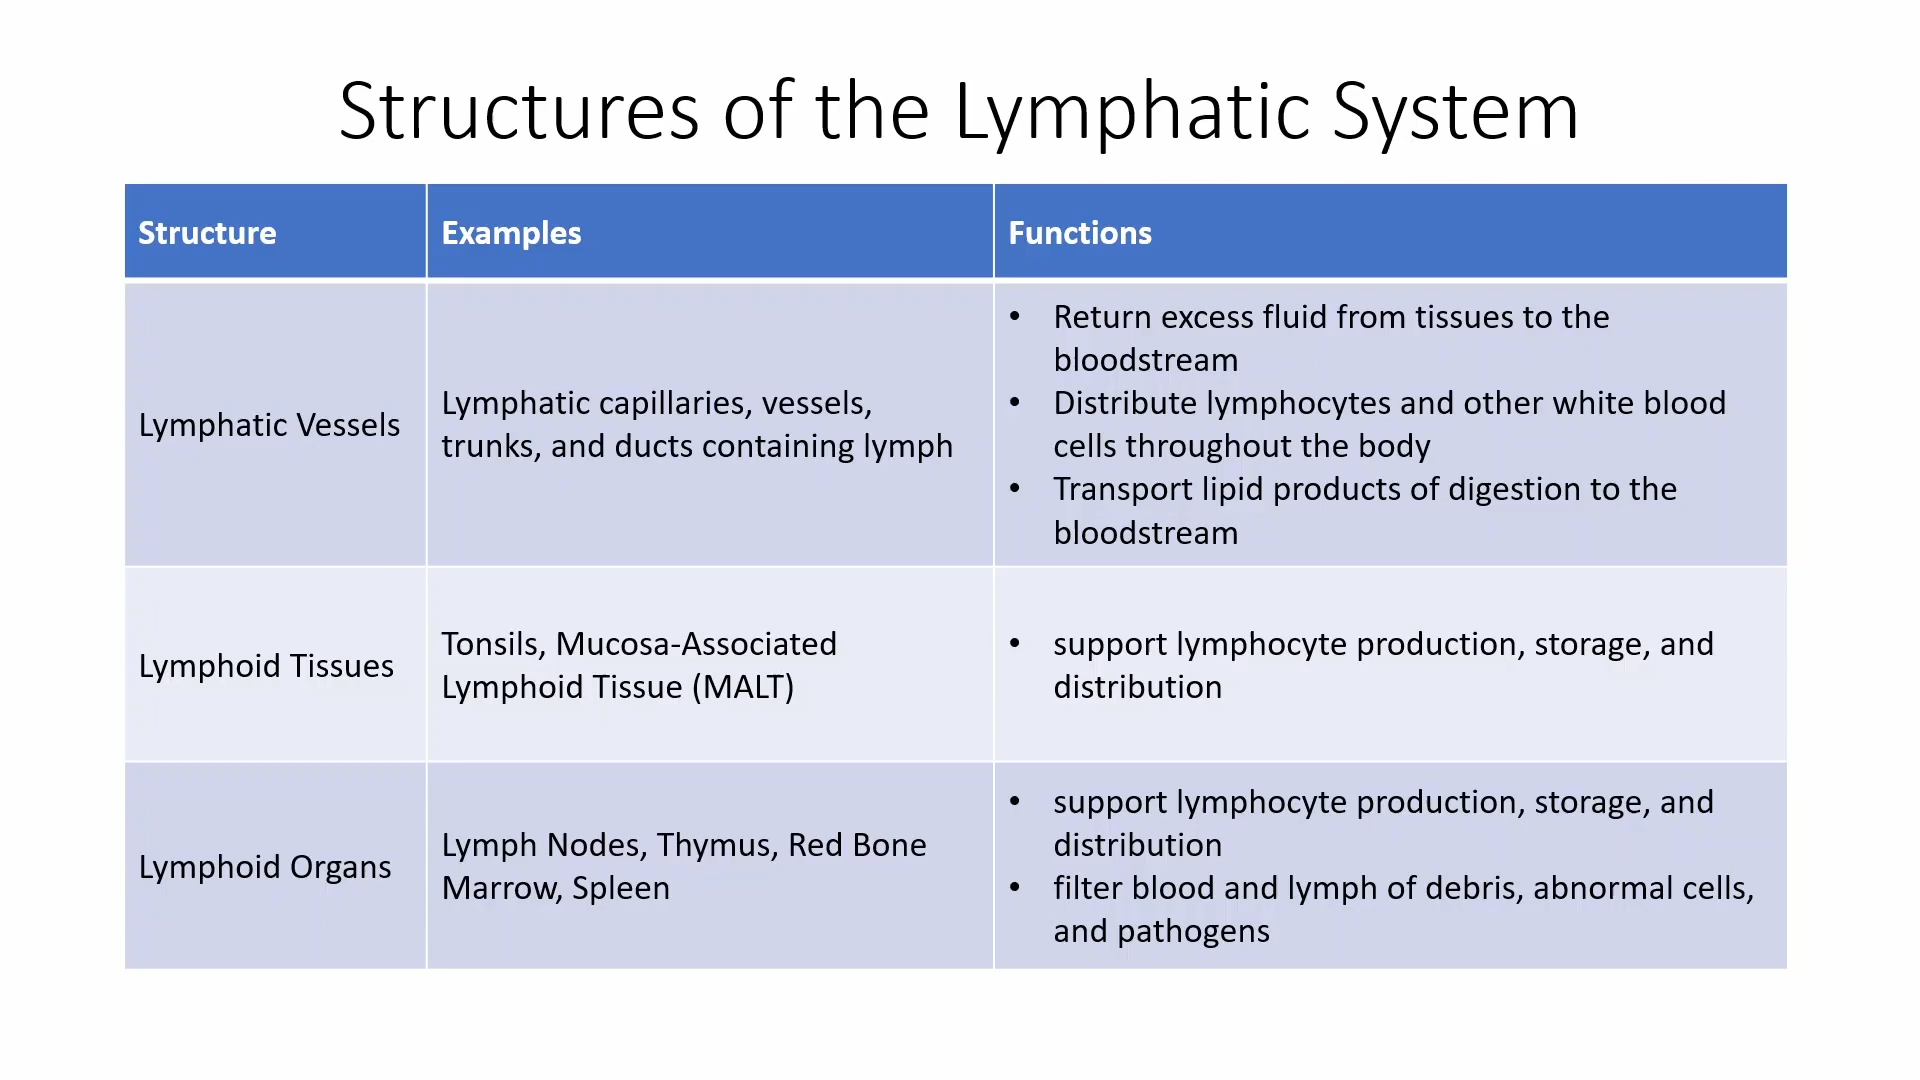 Structures of the Lymphatic System
Structure
Examples
Functions
Lymphatic Vessels
Lymphatic capillaries, vessels,
trunks, and ducts containing lymph
• Return excess fluid from tissues to the
bloodstream
• Distribute lymphocytes and other white blood
cells throughout the body
• Transport lipid products of digestion to the
bloodstream
Lymphoid Tissues
Tonsils, Mucosa-Associated
Lymphoid Tissue (MALT)
• support lymphocyte production, storage, and
distribution
Lymphoid Organs
Lymph Nodes, Thymus, Red Bone
Marrow, Spleen
• support lymphocyte production, storage, and
distribution
• filter blood and lymph of debris, abnormal cells,
and pathogens